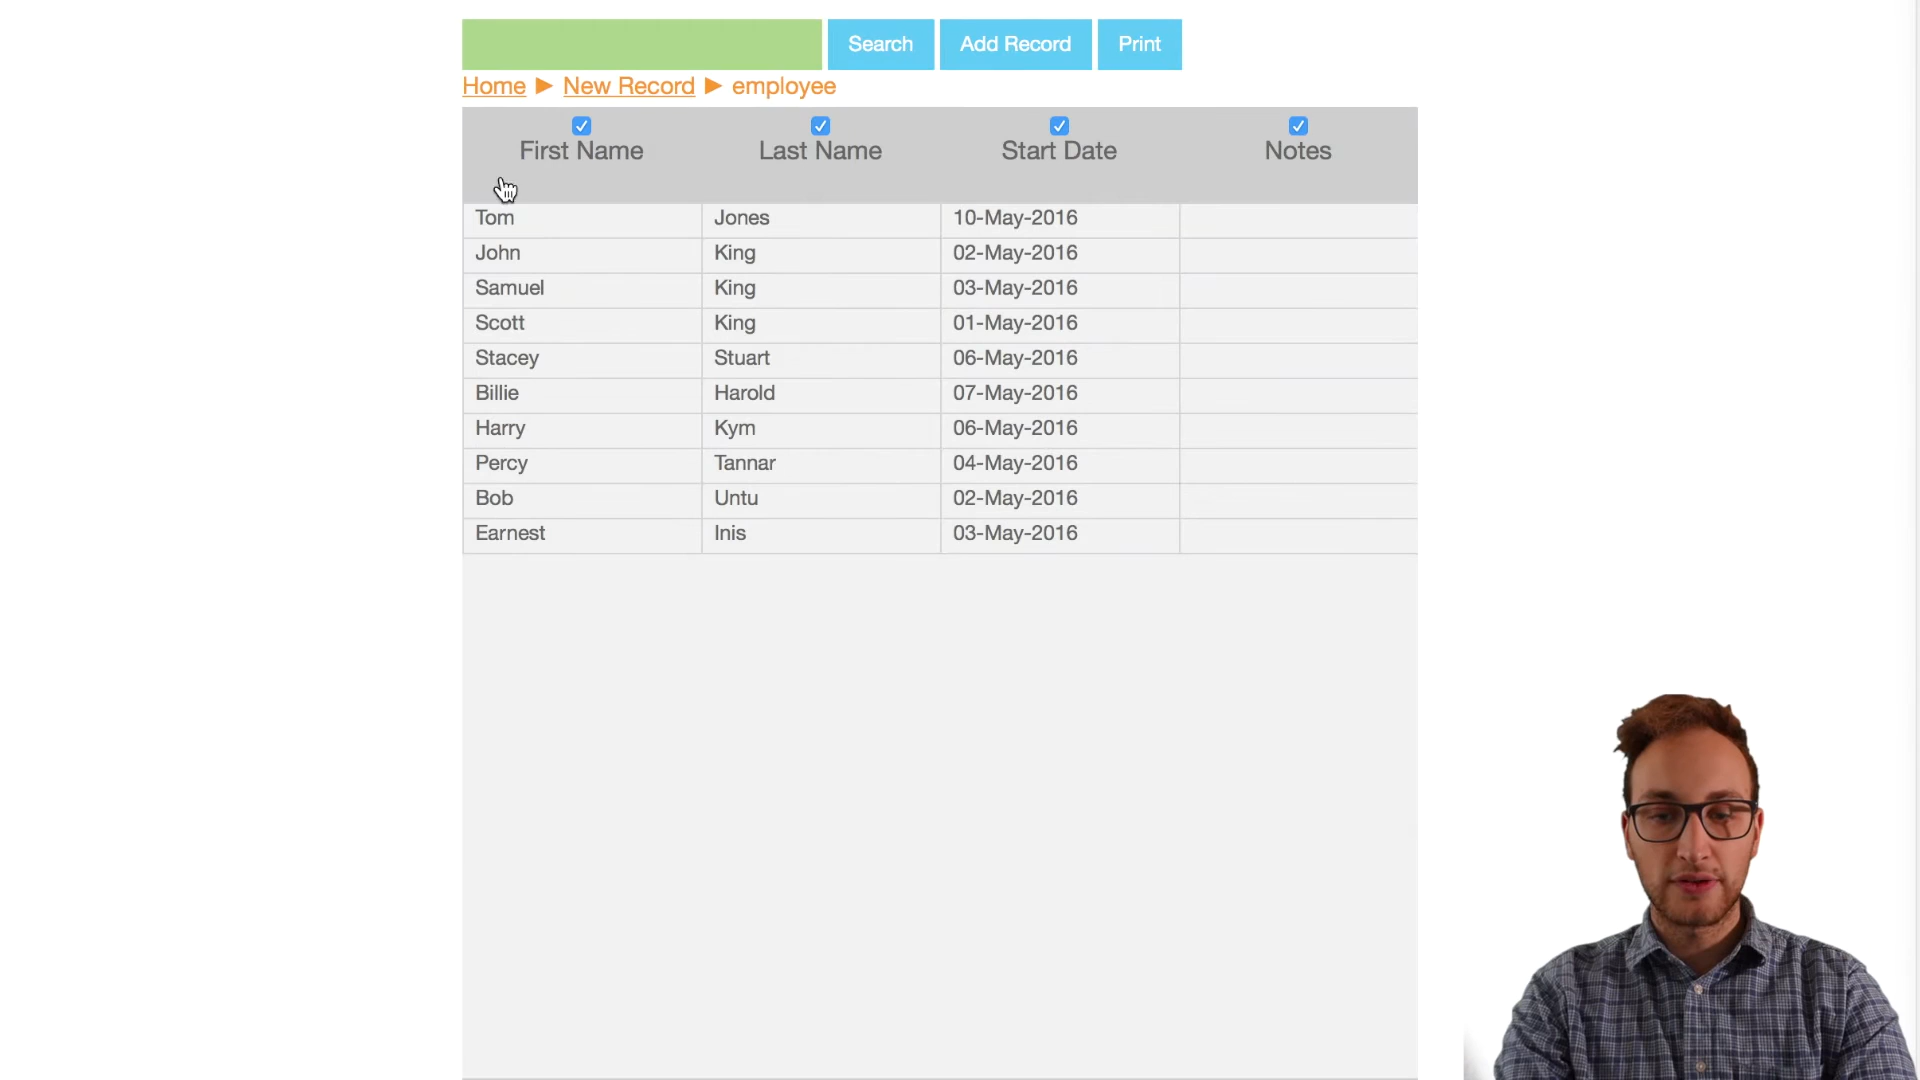 Search Add Record Print
Home ► New Record ► employee
First Name Last Name Start Date Notes
Tom Jones 10-May-2016
John King 02-May-2016
Samuel King 03-May-2016
Scott King 01-May-2016
Stacey Stuart 06-May-2016
Billie Harold 07-May-2016
Harry Kym 06-May-2016
Percy Tannar 04-May-2016
Bob Untu 02-May-2016
Earnest Inis 03-May-2016